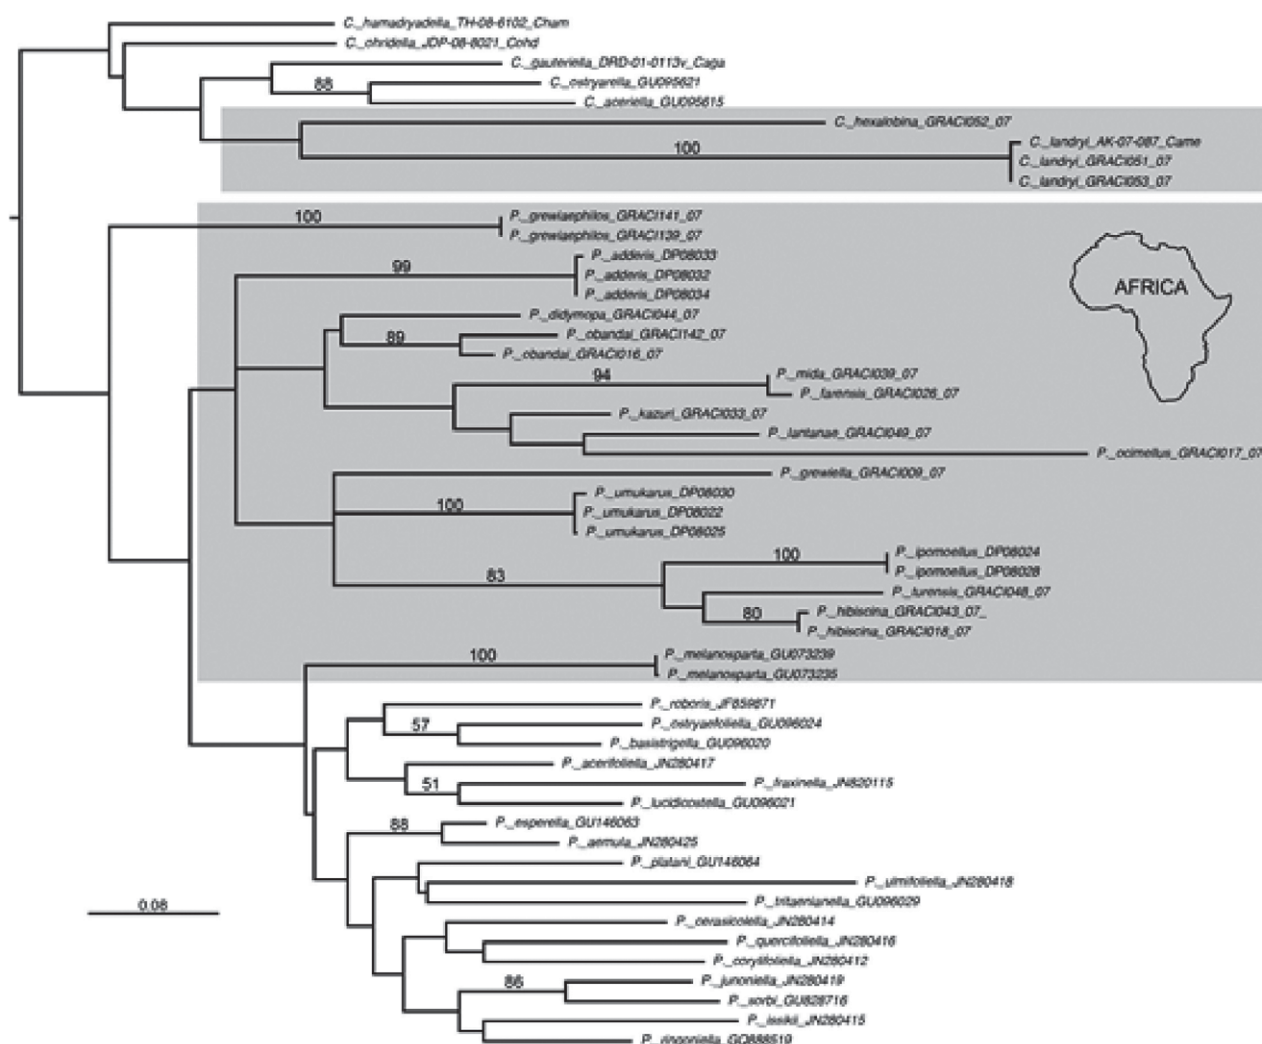 C._hamadryadella_TH-08-6102_Cham
C._ohridella_JDP-08-8021_Cohd
C._gauteriella_DRD-01-0113v_Caga
88
C._ostryarella_GU095621
C._aceriella_GU095615
C._hexalobina_GRACI052_07
100
C._landryi_AK-07-087_Came
C._landryi_GRACI051_07
C._landryi_GRACI053_07
100
P._grewiaephilos_GRACI141_07
P._grewiaephilos_GRACI139_07
99
P._adderis_DP08033
P._adderis_DP08032
P._adderis_DP08034
AFRICA
P._didymopa_GRACI044_07
89
P._obandai_GRACI142_07
P._obandai_GRACI016_07
94
P._mida_GRACI039_07
P._farensis_GRACI026_07
P._kazuri_GRACI033_07
P._lantanae_GRACI049_07
P._ocimellus_GRACI017_07
P._grewiella_GRACI009_07
100
P._umukarus_DP08030
P._umukarus_DP08022
P._umukarus_DP08025
100
P._ipomoellus_DP08024
P._ipomoellus_DP08028
83
P._turensis_GRACI048_07
80
P._hibiscina_GRACI043_07_
P._hibiscina_GRACI018_07
100
P._melanosparta_GU073239
P._melanosparta_GU073235
P._roboris_JF859871
57
P._ostryaefoliella_GU096024
P._basistrigella_GU096020
P._acerifoliella_JN280417
51
P._fraxinella_JN820115
P._lucidicostella_GU096021
88
P._esperella_GU146063
P._aemula_JN280425
P._platani_GU146064
P._ulmifoliella_JN280418
P._tritaenianella_GU096029
0.08
P._cerasicolella_JN280414
P._quercifoliella_JN280416
P._corylifoliella_JN280412
86
P._junoniella_JN280419
P._sorbi_GU828716
P._issikii_JN280415
P._ringoniella_GQ888519